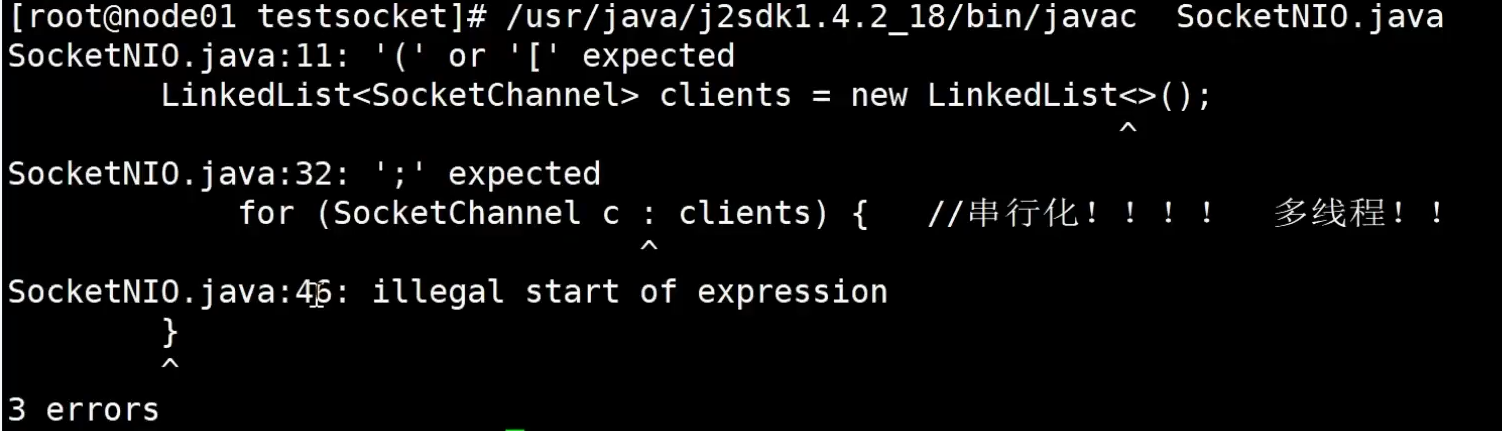 [root@node01 testsocket]# /usr/java/j2sdk1.4.2_18/bin/javac  SocketNIO.java
SocketNIO.java:11: '(' or '[' expected
        LinkedList<SocketChannel> clients = new LinkedList<>();
                                                          ^
SocketNIO.java:32: ';' expected
            for (SocketChannel c : clients) {   //串行化！！！！  多线程！！
                                 ^
SocketNIO.java:46: illegal start of expression
        }
        ^
3 errors